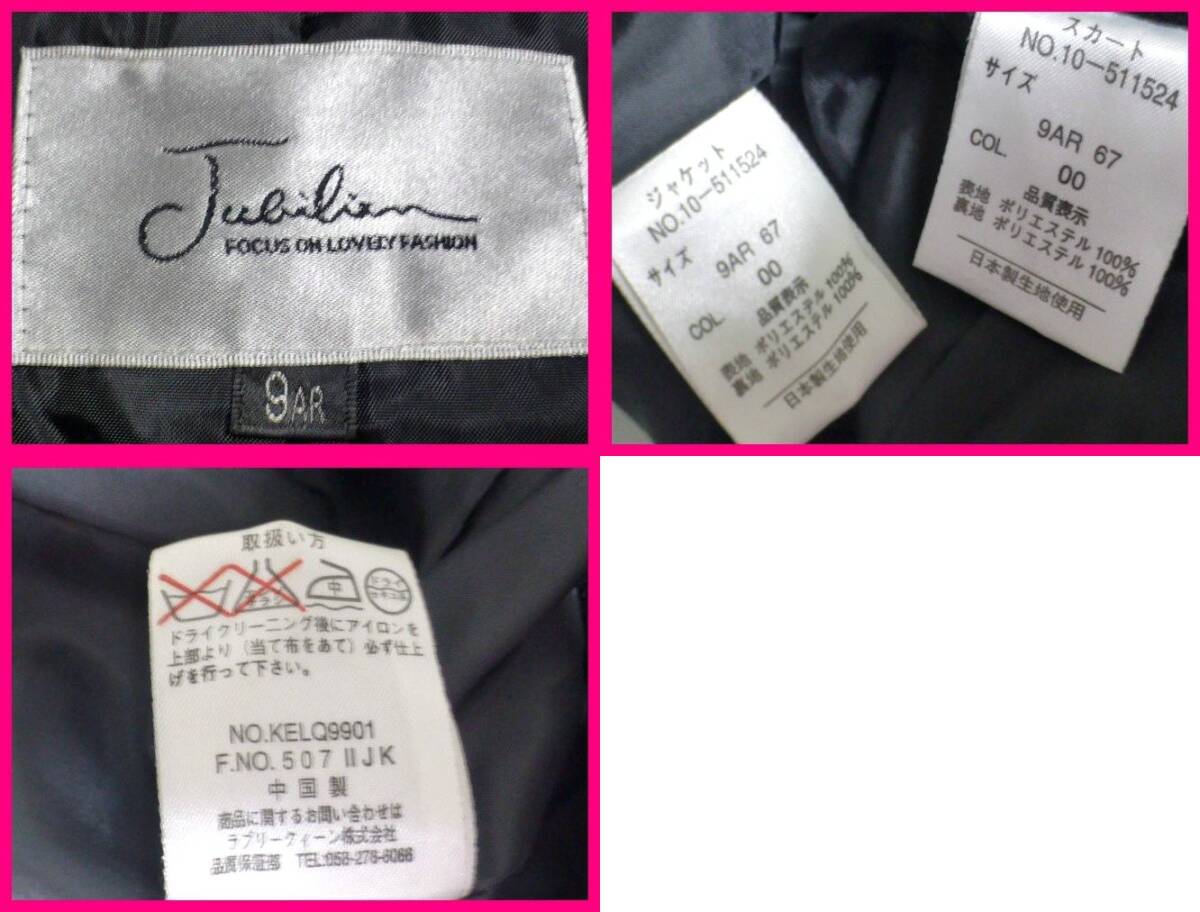 Jubilian
FOCUS ON LOVELY FASHION
9AR
ジャケット
NO.10-511524
サイズ
9AR 67
COL. 00
品質表示
表地 ポリエステル 100%
裏地 ポリエステル 100%
日本製生地使用
スカート
NO.10-511524
サイズ
9AR 67
COL. 00
品質表示
表地 ポリエステル 100%
裏地 ポリエステル 100%
日本製生地使用
取扱い方
中
ドライ
ドライクリーニング後にアイロンを
上部より(当て布をあて)必ず仕上
げを行って下さい。
NO.KELQ9901
F.NO.507 II JK
中国製
商品に関するお問い合わせは
ラブリークィーン株式会社
品質保証部 TEL:058-276-6066